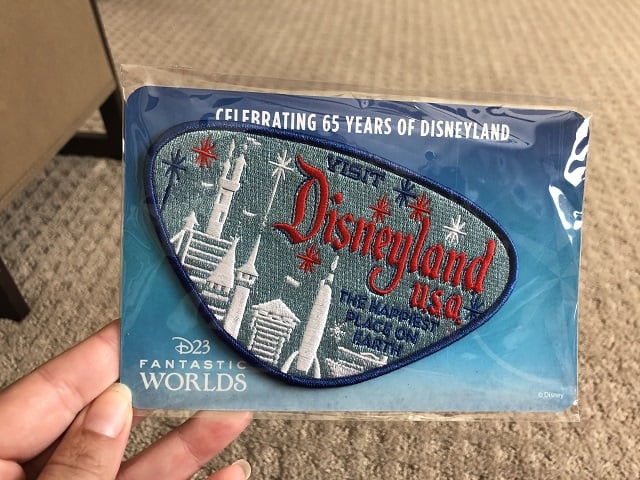 CELEBRATING 65 YEARS OF DISNEYLAND
VISIT
Disneyland
U.S.A.
THE HAPPIEST
PLACE ON
EARTH
D23
FANTASTIC
WORLDS
©Disney